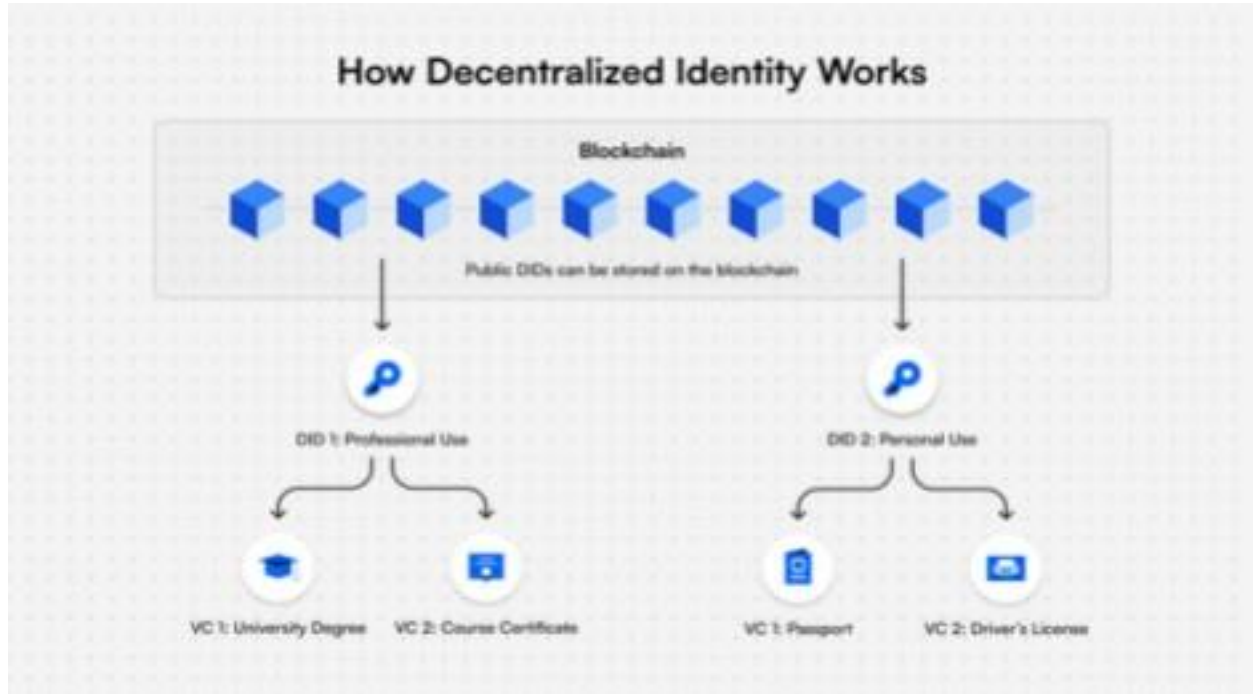 How Decentralized Identity Works
Blockchain
Public DIDs can be stored on the blockchain
DID 1: Professional Use
DID 2: Personal Use
VC 1: University Degree
VC 2: Course Certificate
VC 1: Passport
VC 2: Driver's License